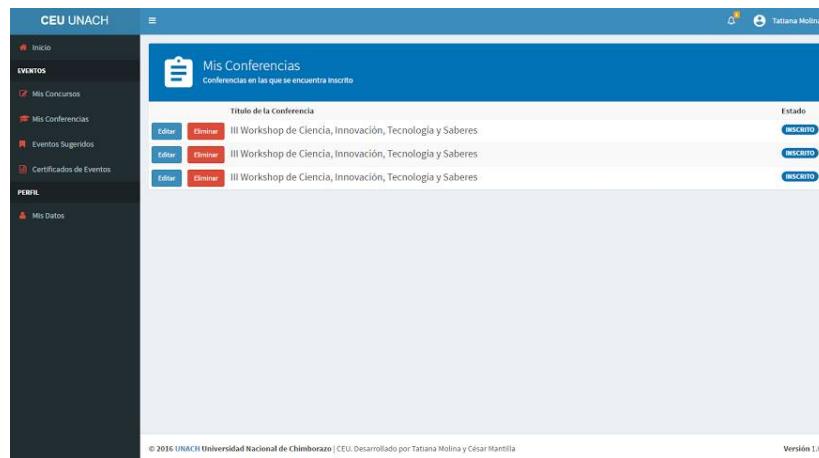 CEU UNACH
Tatiana Molina
Inicio
EVENTOS
Mis Concursos
Mis Conferencias
Eventos Sugeridos
Certificados de Eventos
PERFIL
Mis Datos
Mis Conferencias
Conferencias en las que se encuentra Inscrito
Título de la Conferencia Estado
Editar Eliminar III Workshop de Ciencia, Innovación, Tecnología y Saberes INSCRITO
Editar Eliminar III Workshop de Ciencia, Innovación, Tecnología y Saberes INSCRITO
Editar Eliminar III Workshop de Ciencia, Innovación, Tecnología y Saberes INSCRITO
© 2016 UNACH Universidad Nacional de Chimborazo | CEU. Desarrollado por Tatiana Molina y César Mantilla Versión